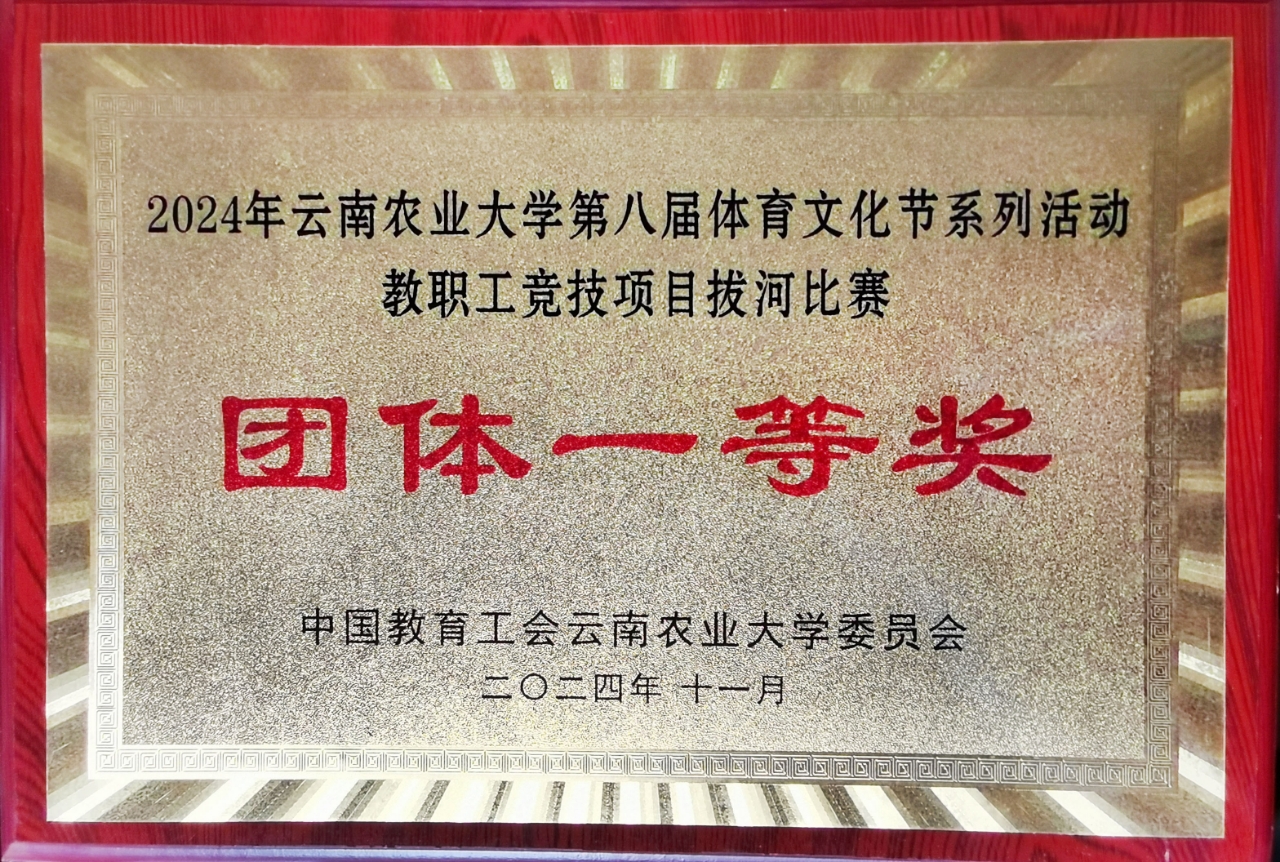 2024年云南农业大学第八届体育文化节系列活动
教职工竞技项目拔河比赛
团体一等奖
中国教育工会云南农业大学委员会
二〇二四年 十一月